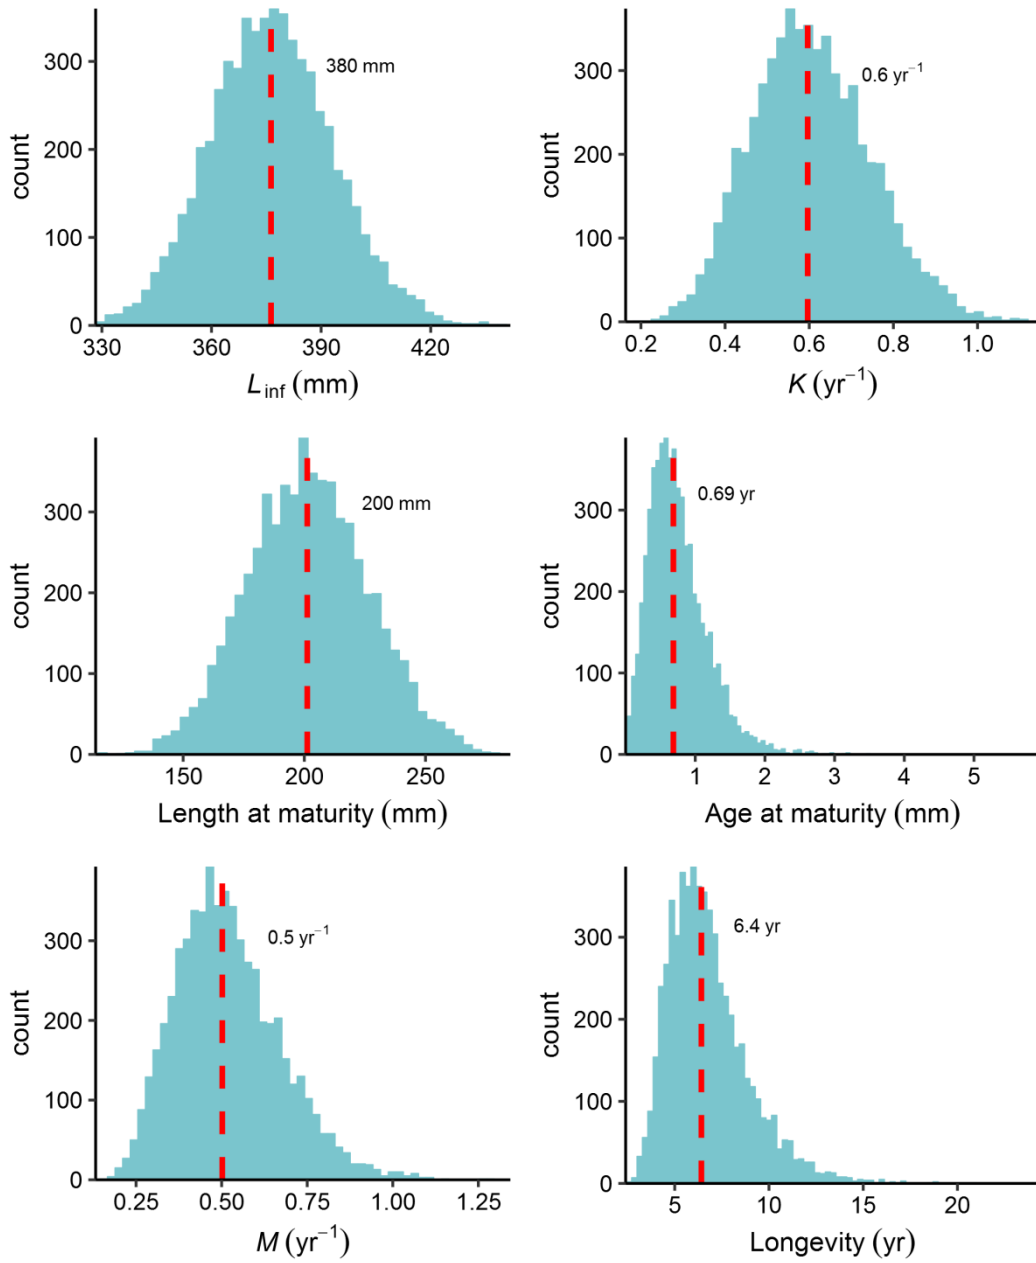 count
300
200
100
0
380 mm
330 360 390 420
L inf (mm)
count
300
200
100
0
0.6 yr⁻¹
0.2 0.4 0.6 0.8 1.0
K (yr⁻¹)
count
300
200
100
0
200 mm
150 200 250
Length at maturity (mm)
count
300
200
100
0
0.69 yr
1 2 3 4 5
Age at maturity (mm)
count
300
200
100
0
0.5 yr⁻¹
0.25 0.50 0.75 1.00 1.25
M (yr⁻¹)
count
300
200
100
0
6.4 yr
5 10 15 20
Longevity (yr)